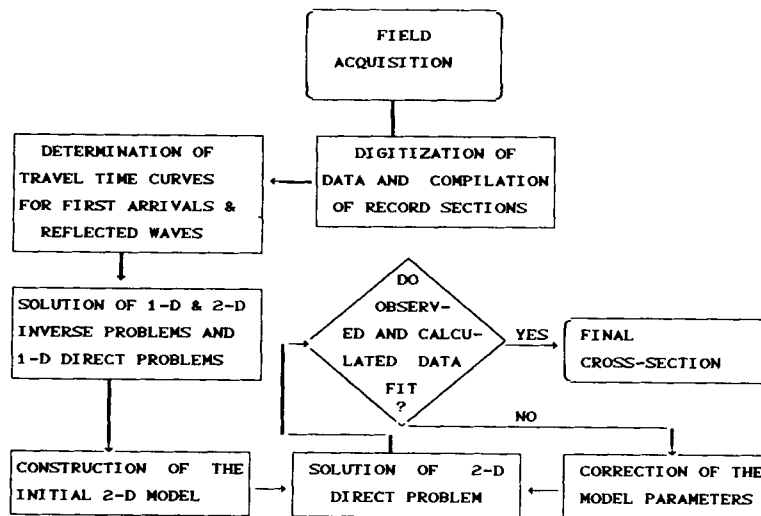 FIELD
ACQUISITION
DIGITIZATION OF
DATA AND COMPILATION
OF RECORD SECTIONS
DETERMINATION OF
TRAVEL TIME CURVES
FOR FIRST ARRIVALS &
REFLECTED WAVES
SOLUTION OF 1-D & 2-D
INVERSE PROBLEMS AND
1-D DIRECT PROBLEMS
CONSTRUCTION OF THE
INITIAL 2-D MODEL
SOLUTION OF 2-D
DIRECT PROBLEM
DO
OBSERV-
ED AND CALCU-
LATED DATA
FIT
?
YES
FINAL
CROSS-SECTION
NO
CORRECTION OF THE
MODEL PARAMETERS